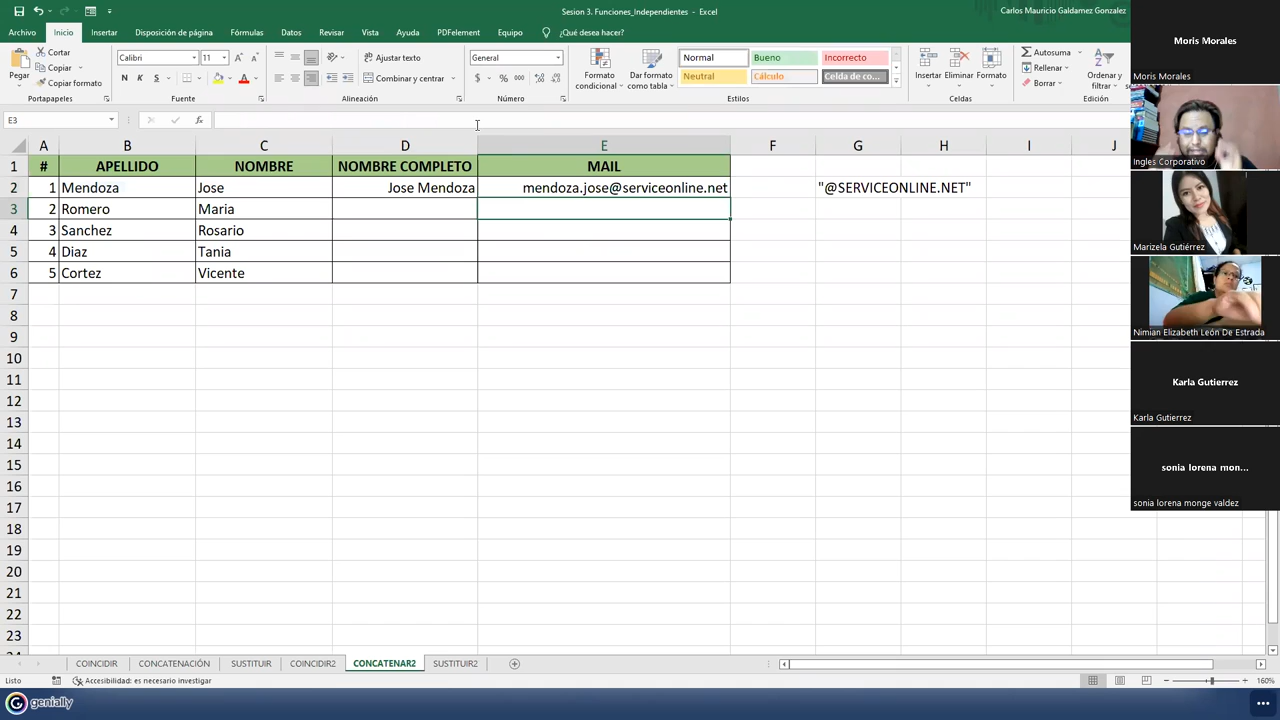 Sesion 3. Funciones_Independientes - Excel
Carlos Mauricio Galdamez Gonzalez
Archivo Inicio Insertar Disposición de página Fórmulas Datos Revisar Vista Ayuda PDFelement Equipo ¿Qué desea hacer?
Pegar
Cortar
Copiar
Copiar formato
Portapapeles
Calibri 11
N K S
Fuente
Ajustar texto
Combinar y centrar
Alineación
General
$ % 000
Número
Formato condicional
Dar formato como tabla
Normal Bueno Incorrecto
Neutral Cálculo Celda de co...
Estilos
Insertar Eliminar Formato
Celdas
Autosuma
Rellenar
Borrar
Ordenar y filtrar
Edición
E3
fx
A B C D E F G H I J
1 # APELLIDO NOMBRE NOMBRE COMPLETO MAIL
2 1 Mendoza Jose Jose Mendoza mendoza.jose@serviceonline.net "@SERVICEONLINE.NET"
3 2 Romero Maria
4 3 Sanchez Rosario
5 4 Diaz Tania
6 5 Cortez Vicente
7
8
9
10
11
12
13
14
15
16
17
18
19
20
21
22
23
COINCIDIR CONCATENACIÓN SUSTITUIR COINCIDIR2 CONCATENAR2 SUSTITUIR2
Listo Accesibilidad: es necesario investigar 160%
genially
Moris Morales
Moris Morales
Ingles Corporativo
Marizela Gutiérrez
Nimian Elizabeth León De Estrada
Karla Gutierrez
Karla Gutierrez
sonia lorena mon...
sonia lorena monge valdez